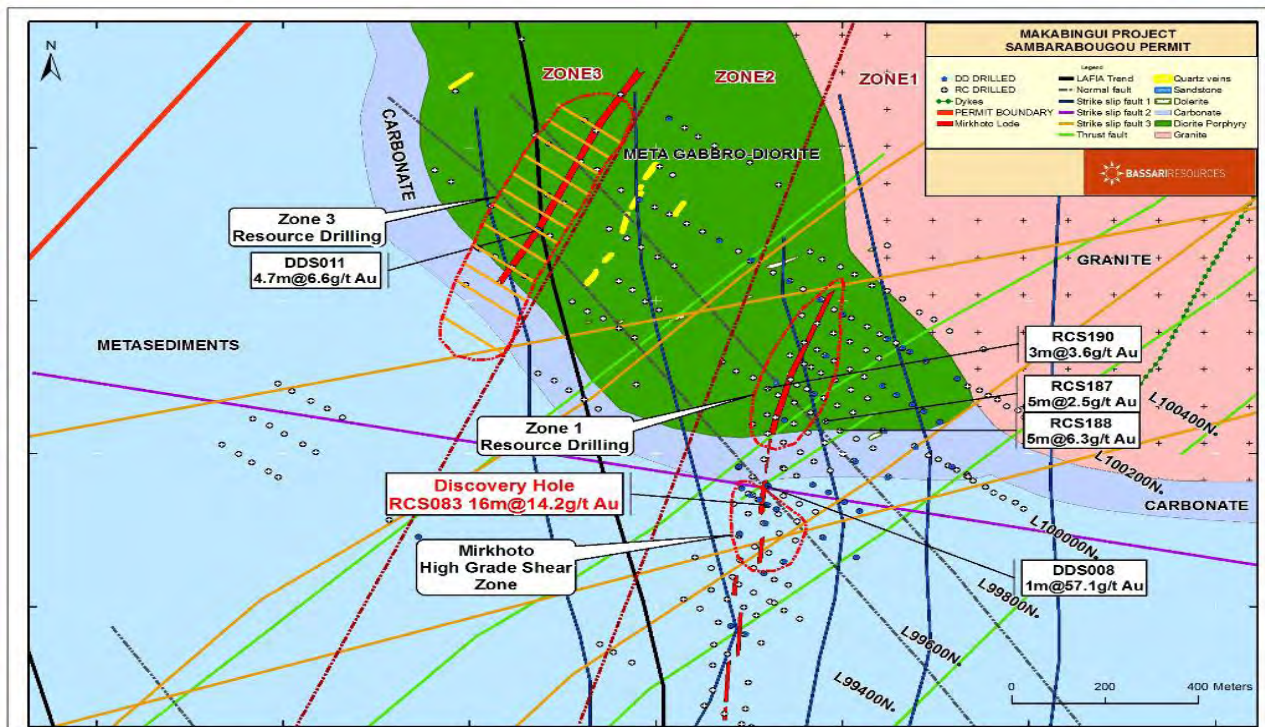 MAKABINGUI PROJECT
SAMBARABOUGOU PERMIT
Legend
DD DRILLED
RC DRILLED
Dykes
PERMIT BOUNDARY
Mirkhoto Lode
LAFIA Trend
Normal fault
Strike slip fault 1
Strike slip fault 2
Strike slip fault 3
Thrust fault
Quartz veins
Sandstone
Dolerite
Carbonate
Diorite Porphyry
Granite
BASSARIRESOURCES
N
ZONE3
ZONE2
ZONE1
CARBONATE
META GABBRO-DIORITE
Zone 3
Resource Drilling
DDS011
4.7m@6.6g/t Au
GRANITE
METASEDIMENTS
RCS190
3m@3.6g/t Au
RCS187
5m@2.5g/t Au
RCS188
5m@6.3g/t Au
Zone 1
Resource Drilling
L100400N
L100200N
Discovery Hole
RCS083 16m@14.2g/t Au
CARBONATE
L100000N
Mirkhoto
High Grade Shear
Zone
DDS008
1m@57.1g/t Au
L99800N
L99600N
L99400N
0 200 400 Meters